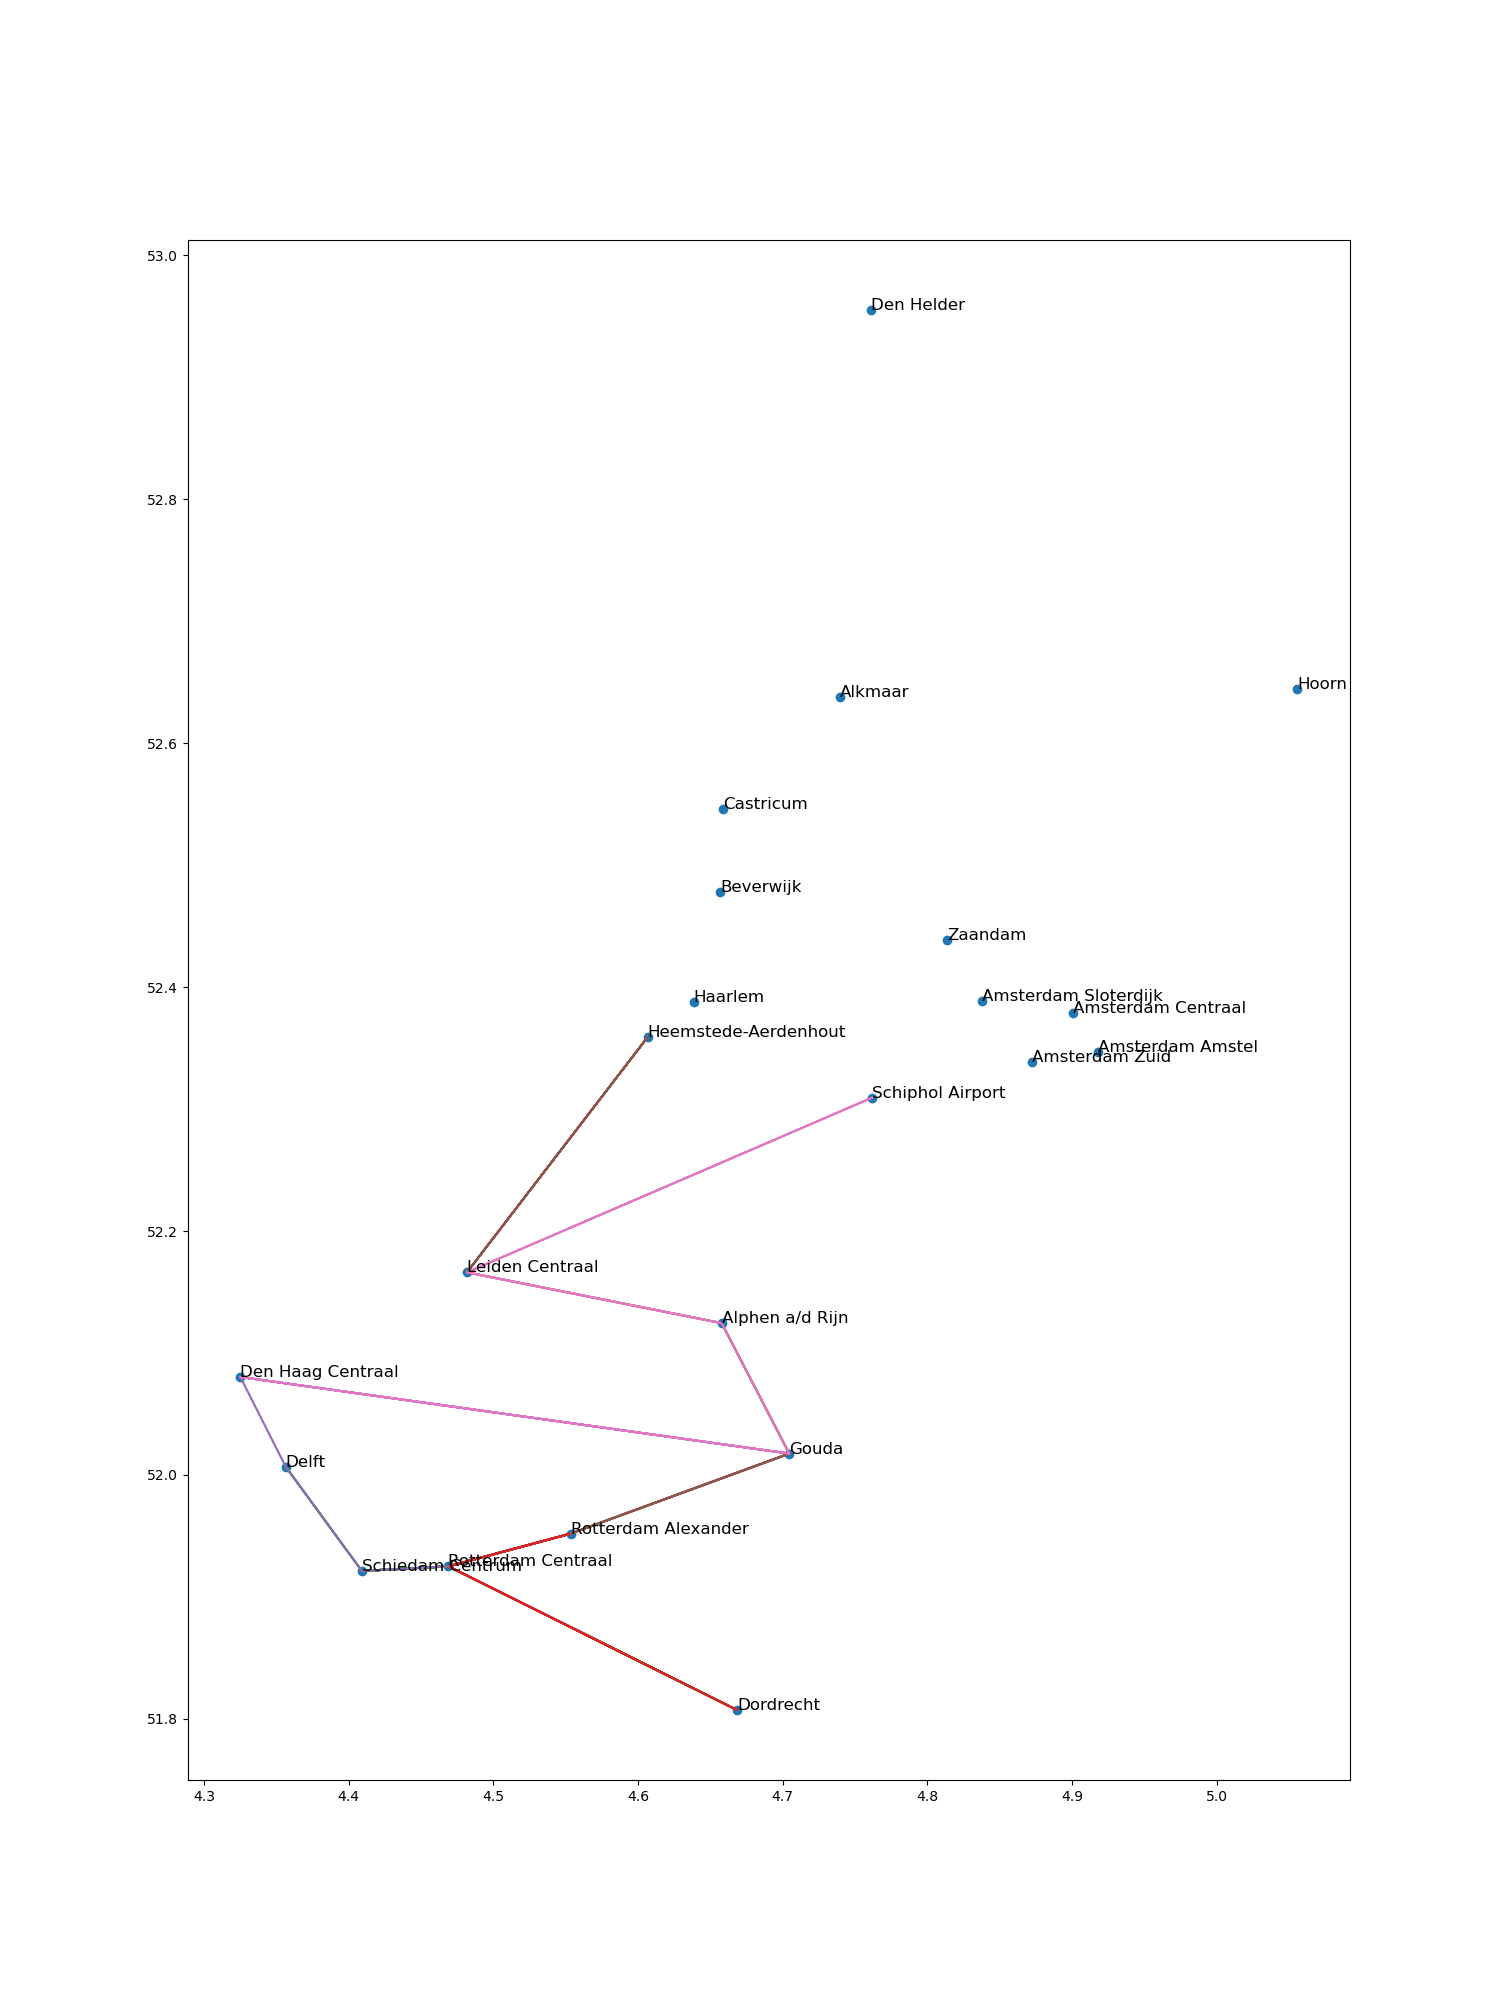 53.0
Den Helder
52.8
Alkmaar
Hoorn
52.6
Castricum
Beverwijk
Zaandam
52.4
Haarlem
Amsterdam Sloterdijk
Amsterdam Centraal
Heemstede-Aerdenhout
Amsterdam Amstel
Amsterdam Zuid
Schiphol Airport
52.2
Leiden Centraal
Alphen a/d Rijn
Den Haag Centraal
Gouda
Delft
52.0
Rotterdam Alexander
Rotterdam Centraal
Schiedam Centrum
Dordrecht
51.8
4.3 4.4 4.5 4.6 4.7 4.8 4.9 5.0